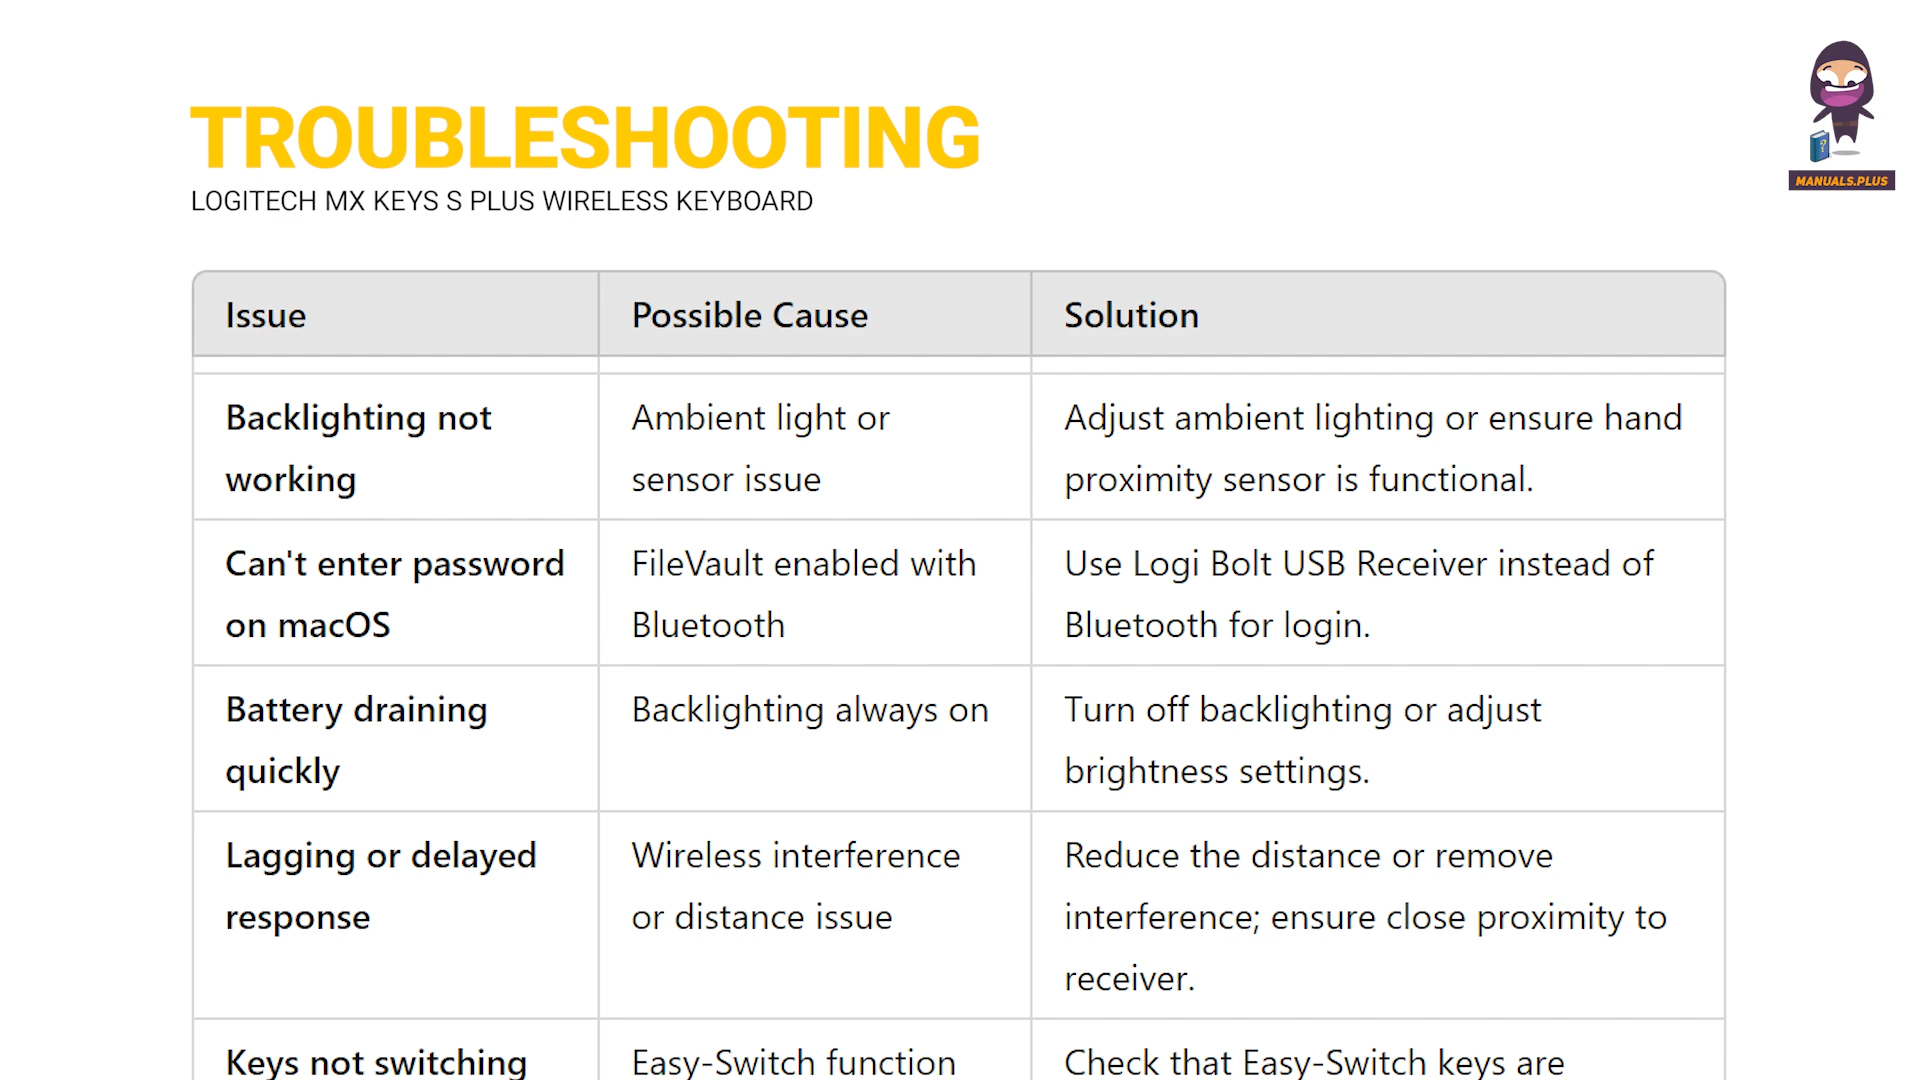 TROUBLESHOOTING
LOGITECH MX KEYS S PLUS WIRELESS KEYBOARD
?
MANUALS.PLUS
Issue
Possible Cause
Solution
Backlighting not
working
Ambient light or
sensor issue
Adjust ambient lighting or ensure hand
proximity sensor is functional.
Can't enter password
on macOS
FileVault enabled with
Bluetooth
Use Logi Bolt USB Receiver instead of
Bluetooth for login.
Battery draining
quickly
Backlighting always on
Turn off backlighting or adjust
brightness settings.
Lagging or delayed
response
Wireless interference
or distance issue
Reduce the distance or remove
interference; ensure close proximity to
receiver.
Keys not switching
Easy-Switch function
Check that Easy-Switch keys are